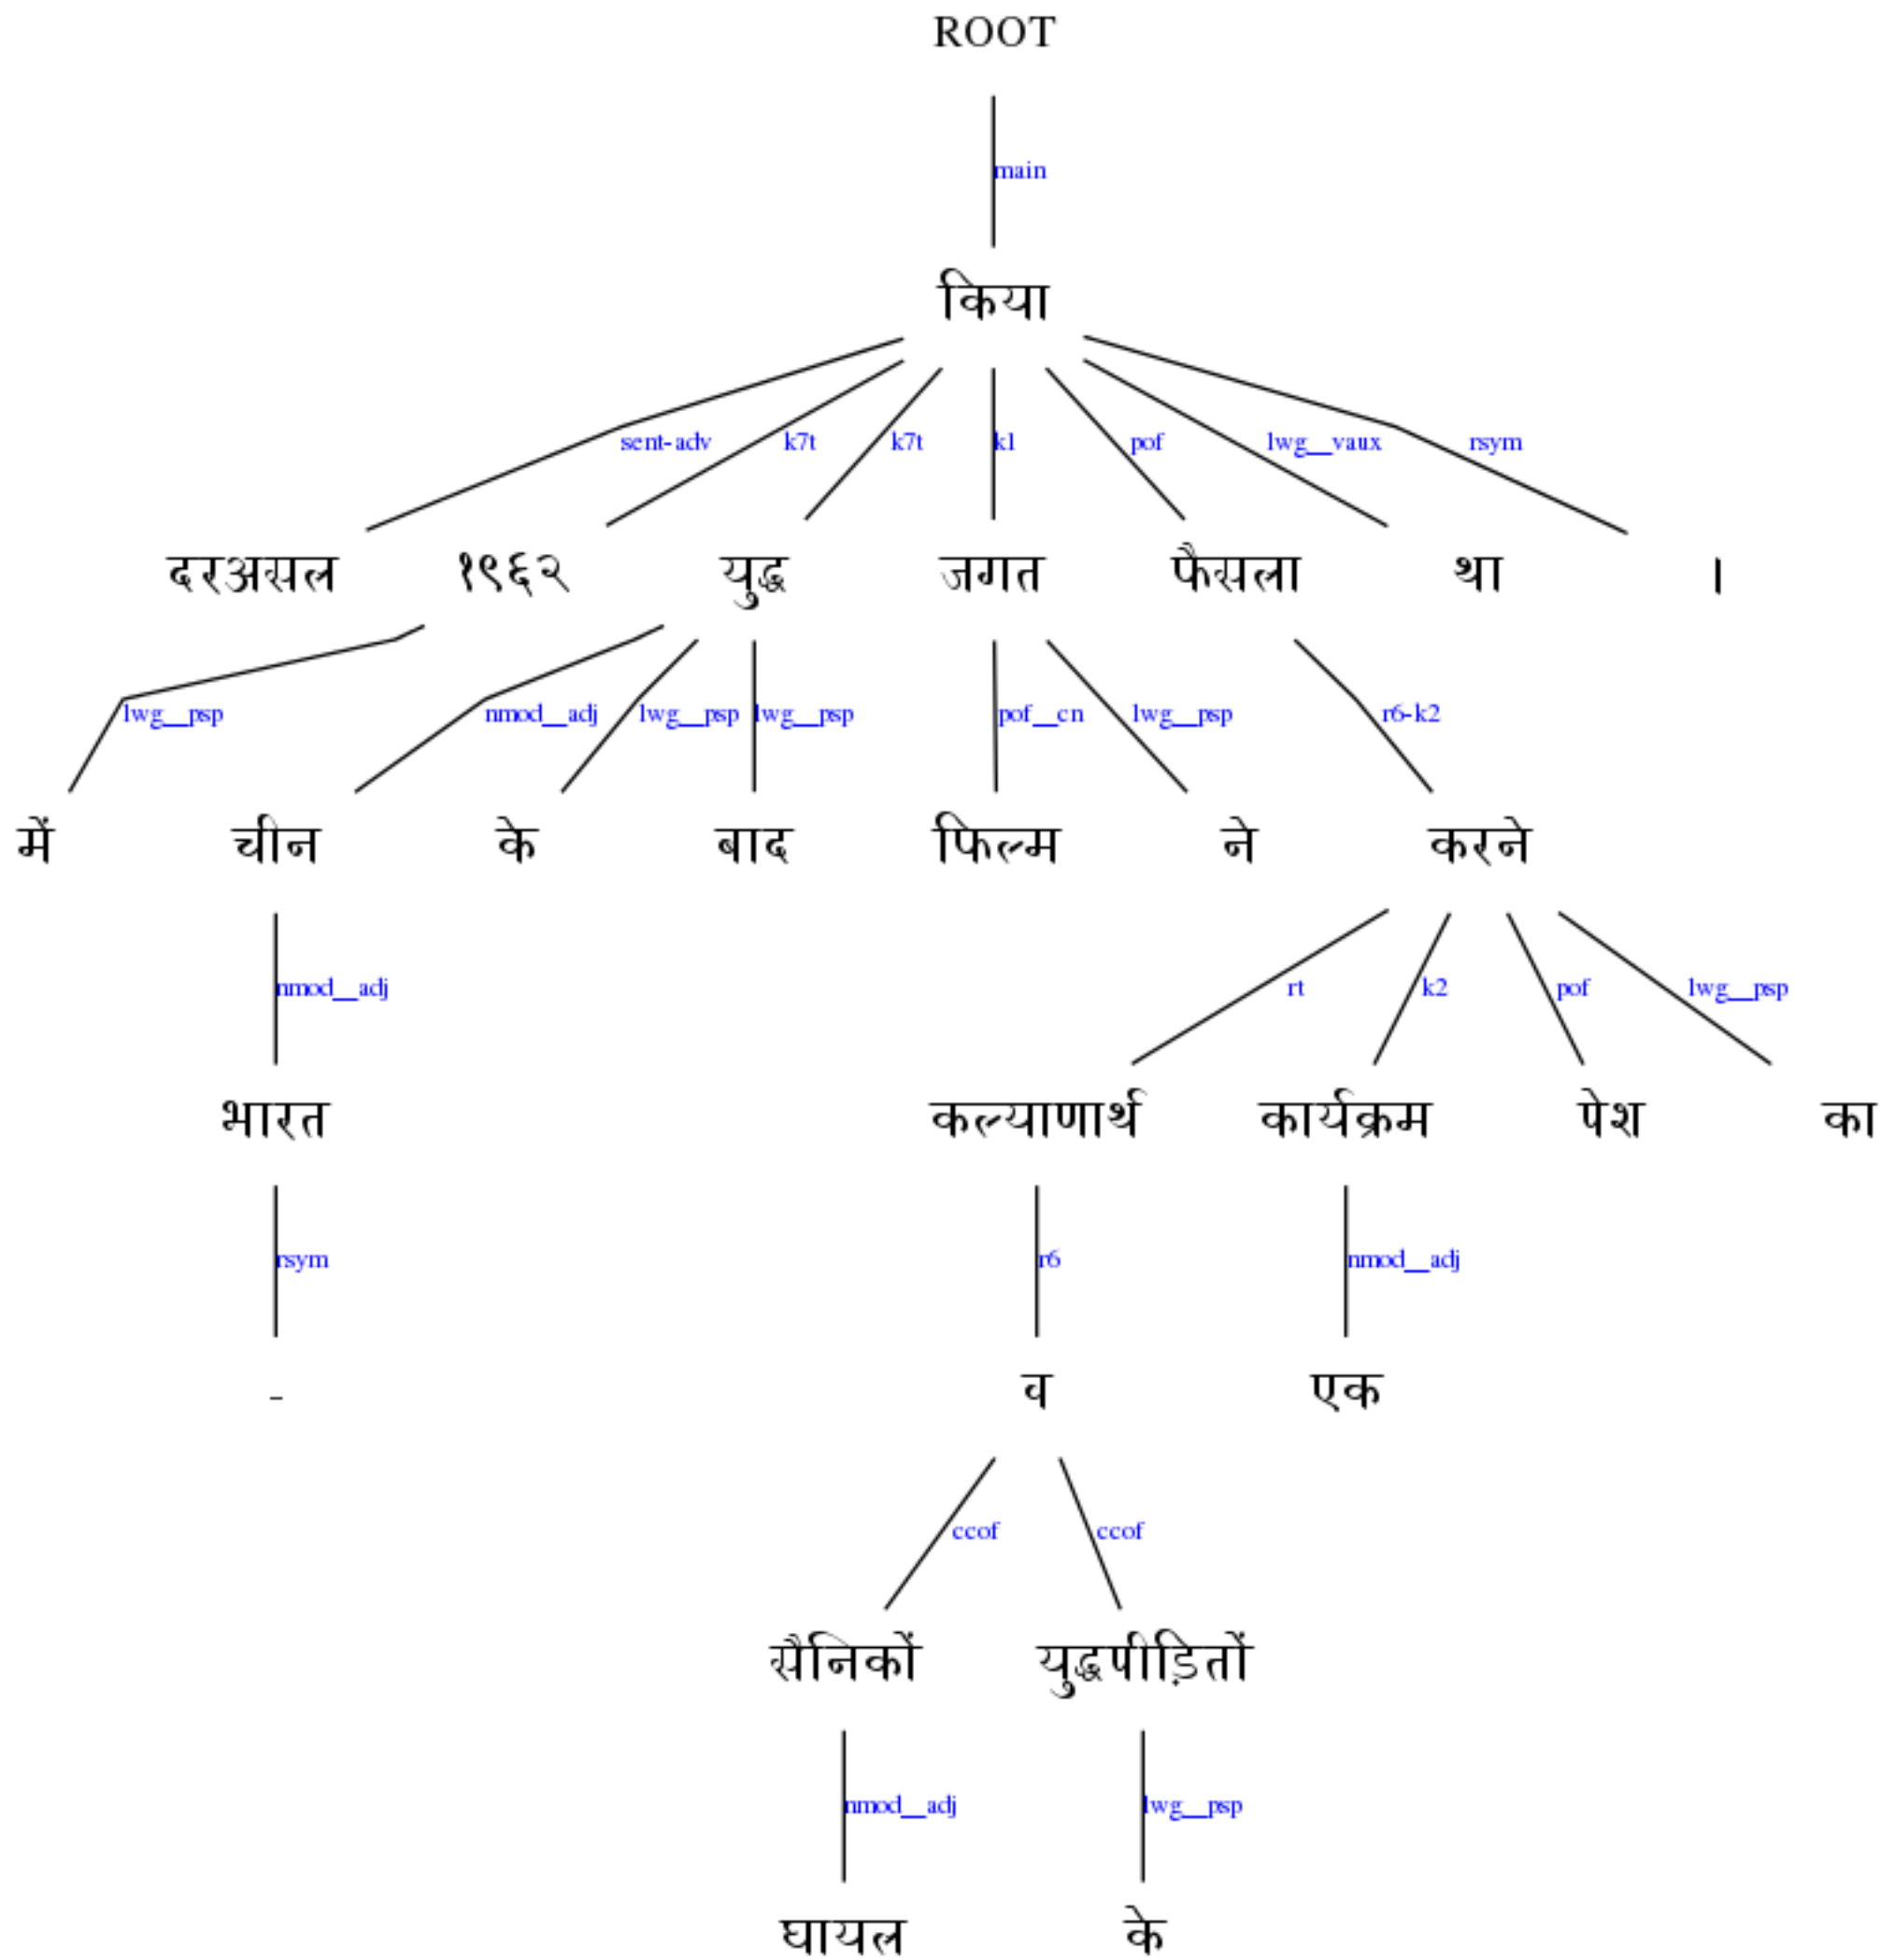 ROOT
main
किया
sent-adv k7t k7t k1 pof lwg__vaux rsym
दरअसल १९६२ युद्ध जगत फैसला था ।
lwg__psp nmod__adj lwg__psp lwg__psp pof__cn lwg__psp r6-k2
में चीन के बाद फिल्म ने करने
nmod__adj rt k2 pof lwg__psp
भारत कल्याणार्थ कार्यक्रम पेश का
rsym r6 nmod__adj
- व एक
ccof ccof
सैनिकों युद्धपीड़ितों
nmod__adj lwg__psp
घायल के